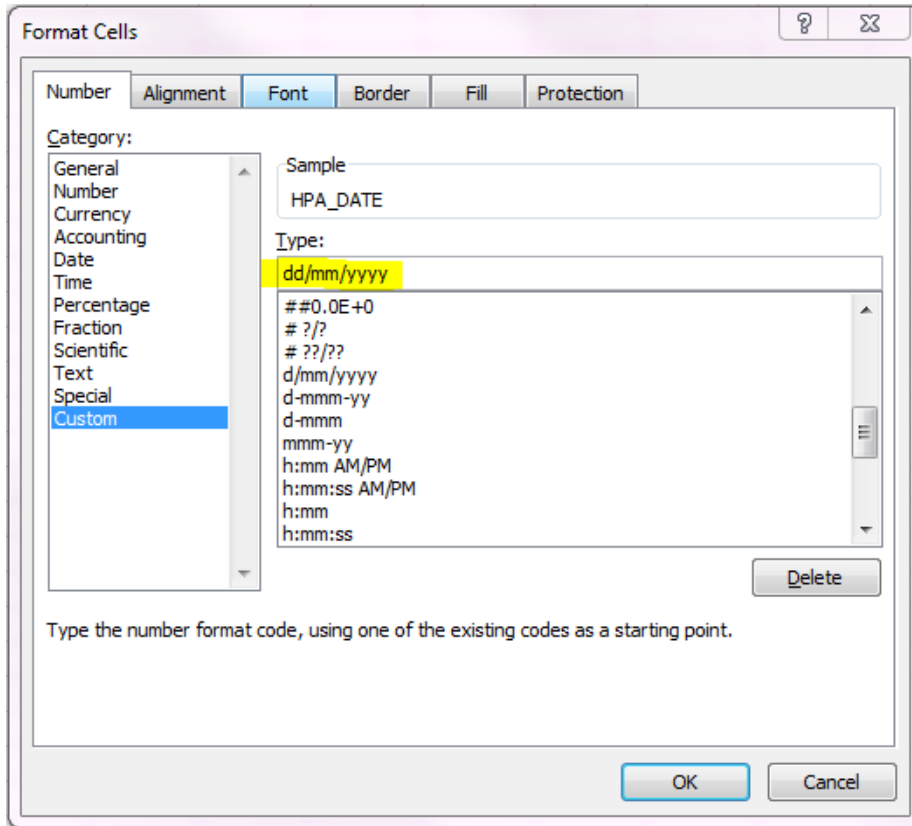 Format Cells
Number Alignment Font Border Fill Protection
Category:
General
Number
Currency
Accounting
Date
Time
Percentage
Fraction
Scientific
Text
Special
Custom
Sample
HPA_DATE
Type:
dd/mm/yyyy
##0.0E+0
# ?/?
# ??/??
d/mm/yyyy
d-mmm-yy
d-mmm
mmm-yy
h:mm AM/PM
h:mm:ss AM/PM
h:mm
h:mm:ss
Delete
Type the number format code, using one of the existing codes as a starting point.
OK Cancel